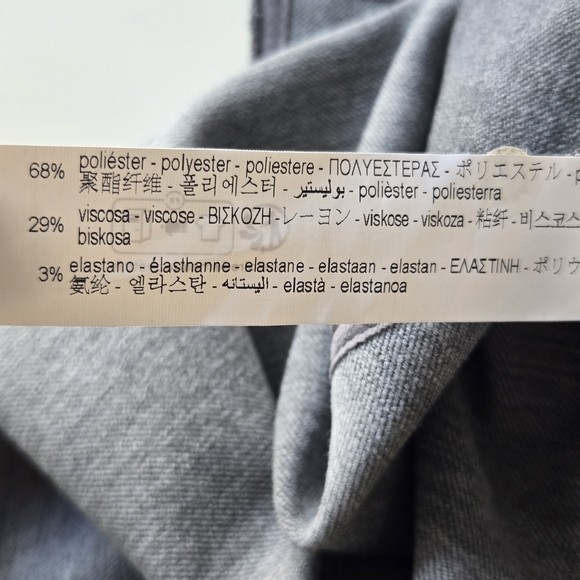 68% poliéster - polyester - poliestere - ΠΟΛΥΕΣΤΕΡΑΣ - ポリエステル -
聚酯纤维 - 폴리에스터 - بوليستير - polièster - poliesterra
29% viscosa - viscose - ΒΙΣΚΟΖΗ - レーヨン - viskose - viskoza - 粘纤 - 비스코스
biskosa
3% elastano - élasthanne - elastane - elastaan - elastan - ΕΛΑΣΤΙΝΗ - ポリウ
氨纶 - 엘라스탄 - اليستانه - elastà - elastanoa